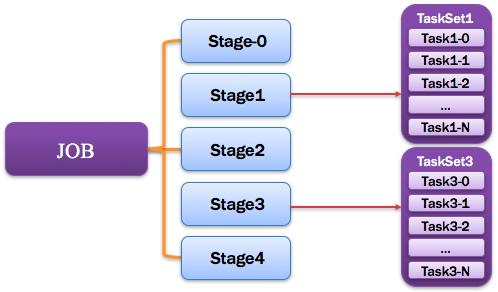 JOB
Stage-0
Stage1
Stage2
Stage3
Stage4
TaskSet1
Task1-0
Task1-1
Task1-2
...
Task1-N
TaskSet3
Task3-0
Task3-1
Task3-2
...
Task3-N